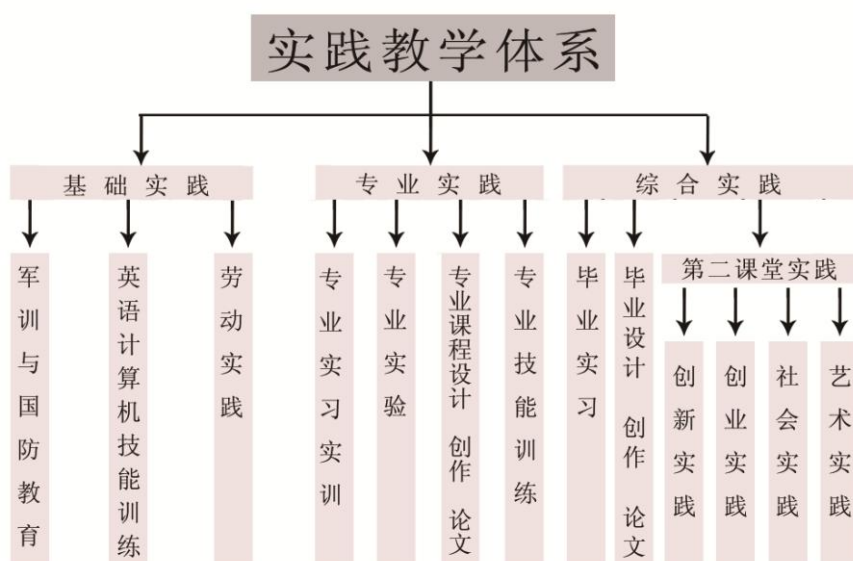 实践教学体系
基础实践
专业实践
综合实践
军训与国防教育
英语计算机技能训练
劳动实践
专业实习实训
专业实验
专业课程设计 创作 论文
专业技能训练
毕业实习
毕业设计 创作 论文
第二课堂实践
创新实践
创业实践
社会实践
艺术实践